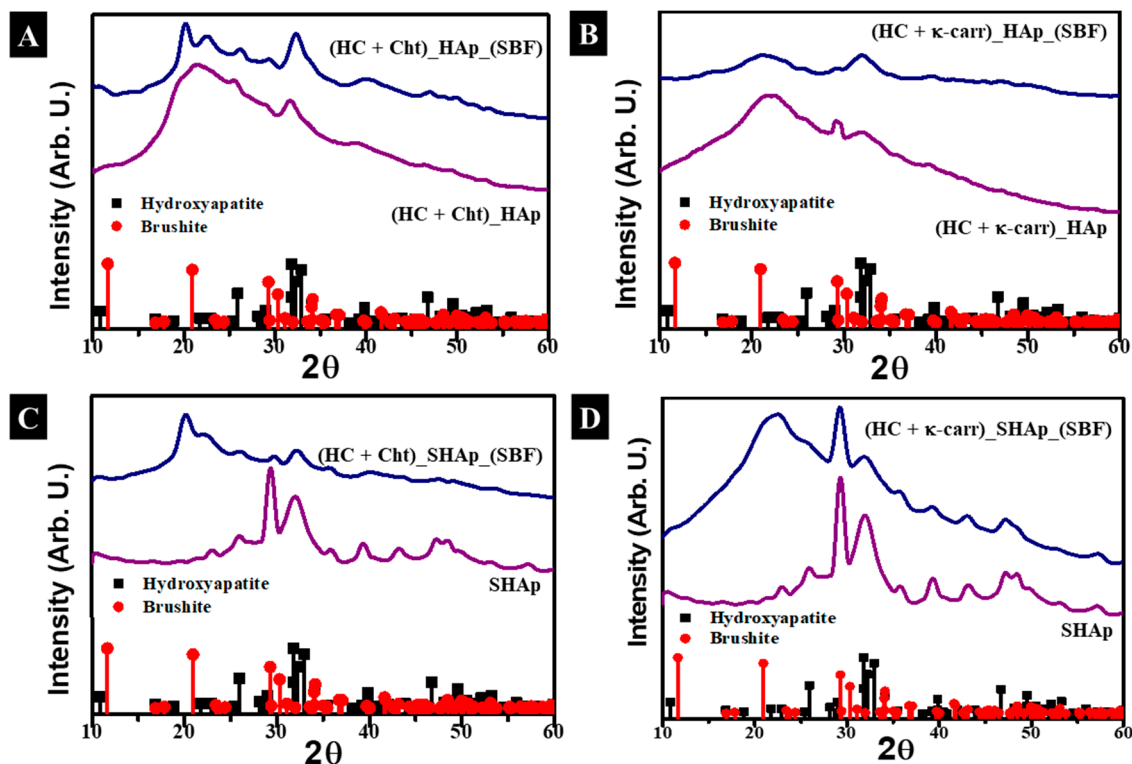 A
Intensity (Arb. U.)
(HC + Cht)_HAp_(SBF)
Hydroxyapatite
Brushite
(HC + Cht)_HAp
10 20 30 40 50 60
2θ
B
Intensity (Arb. U.)
(HC + κ-carr)_HAp_(SBF)
Hydroxyapatite
Brushite
(HC + κ-carr)_HAp
10 20 30 40 50 60
2θ
C
Intensity (Arb. U.)
(HC + Cht)_SHAp_(SBF)
Hydroxyapatite
Brushite
SHAp
10 20 30 40 50 60
2θ
D
Intensity (Arb. U.)
(HC + κ-carr)_SHAp_(SBF)
Hydroxyapatite
Brushite
SHAp
10 20 30 40 50 60
2θ